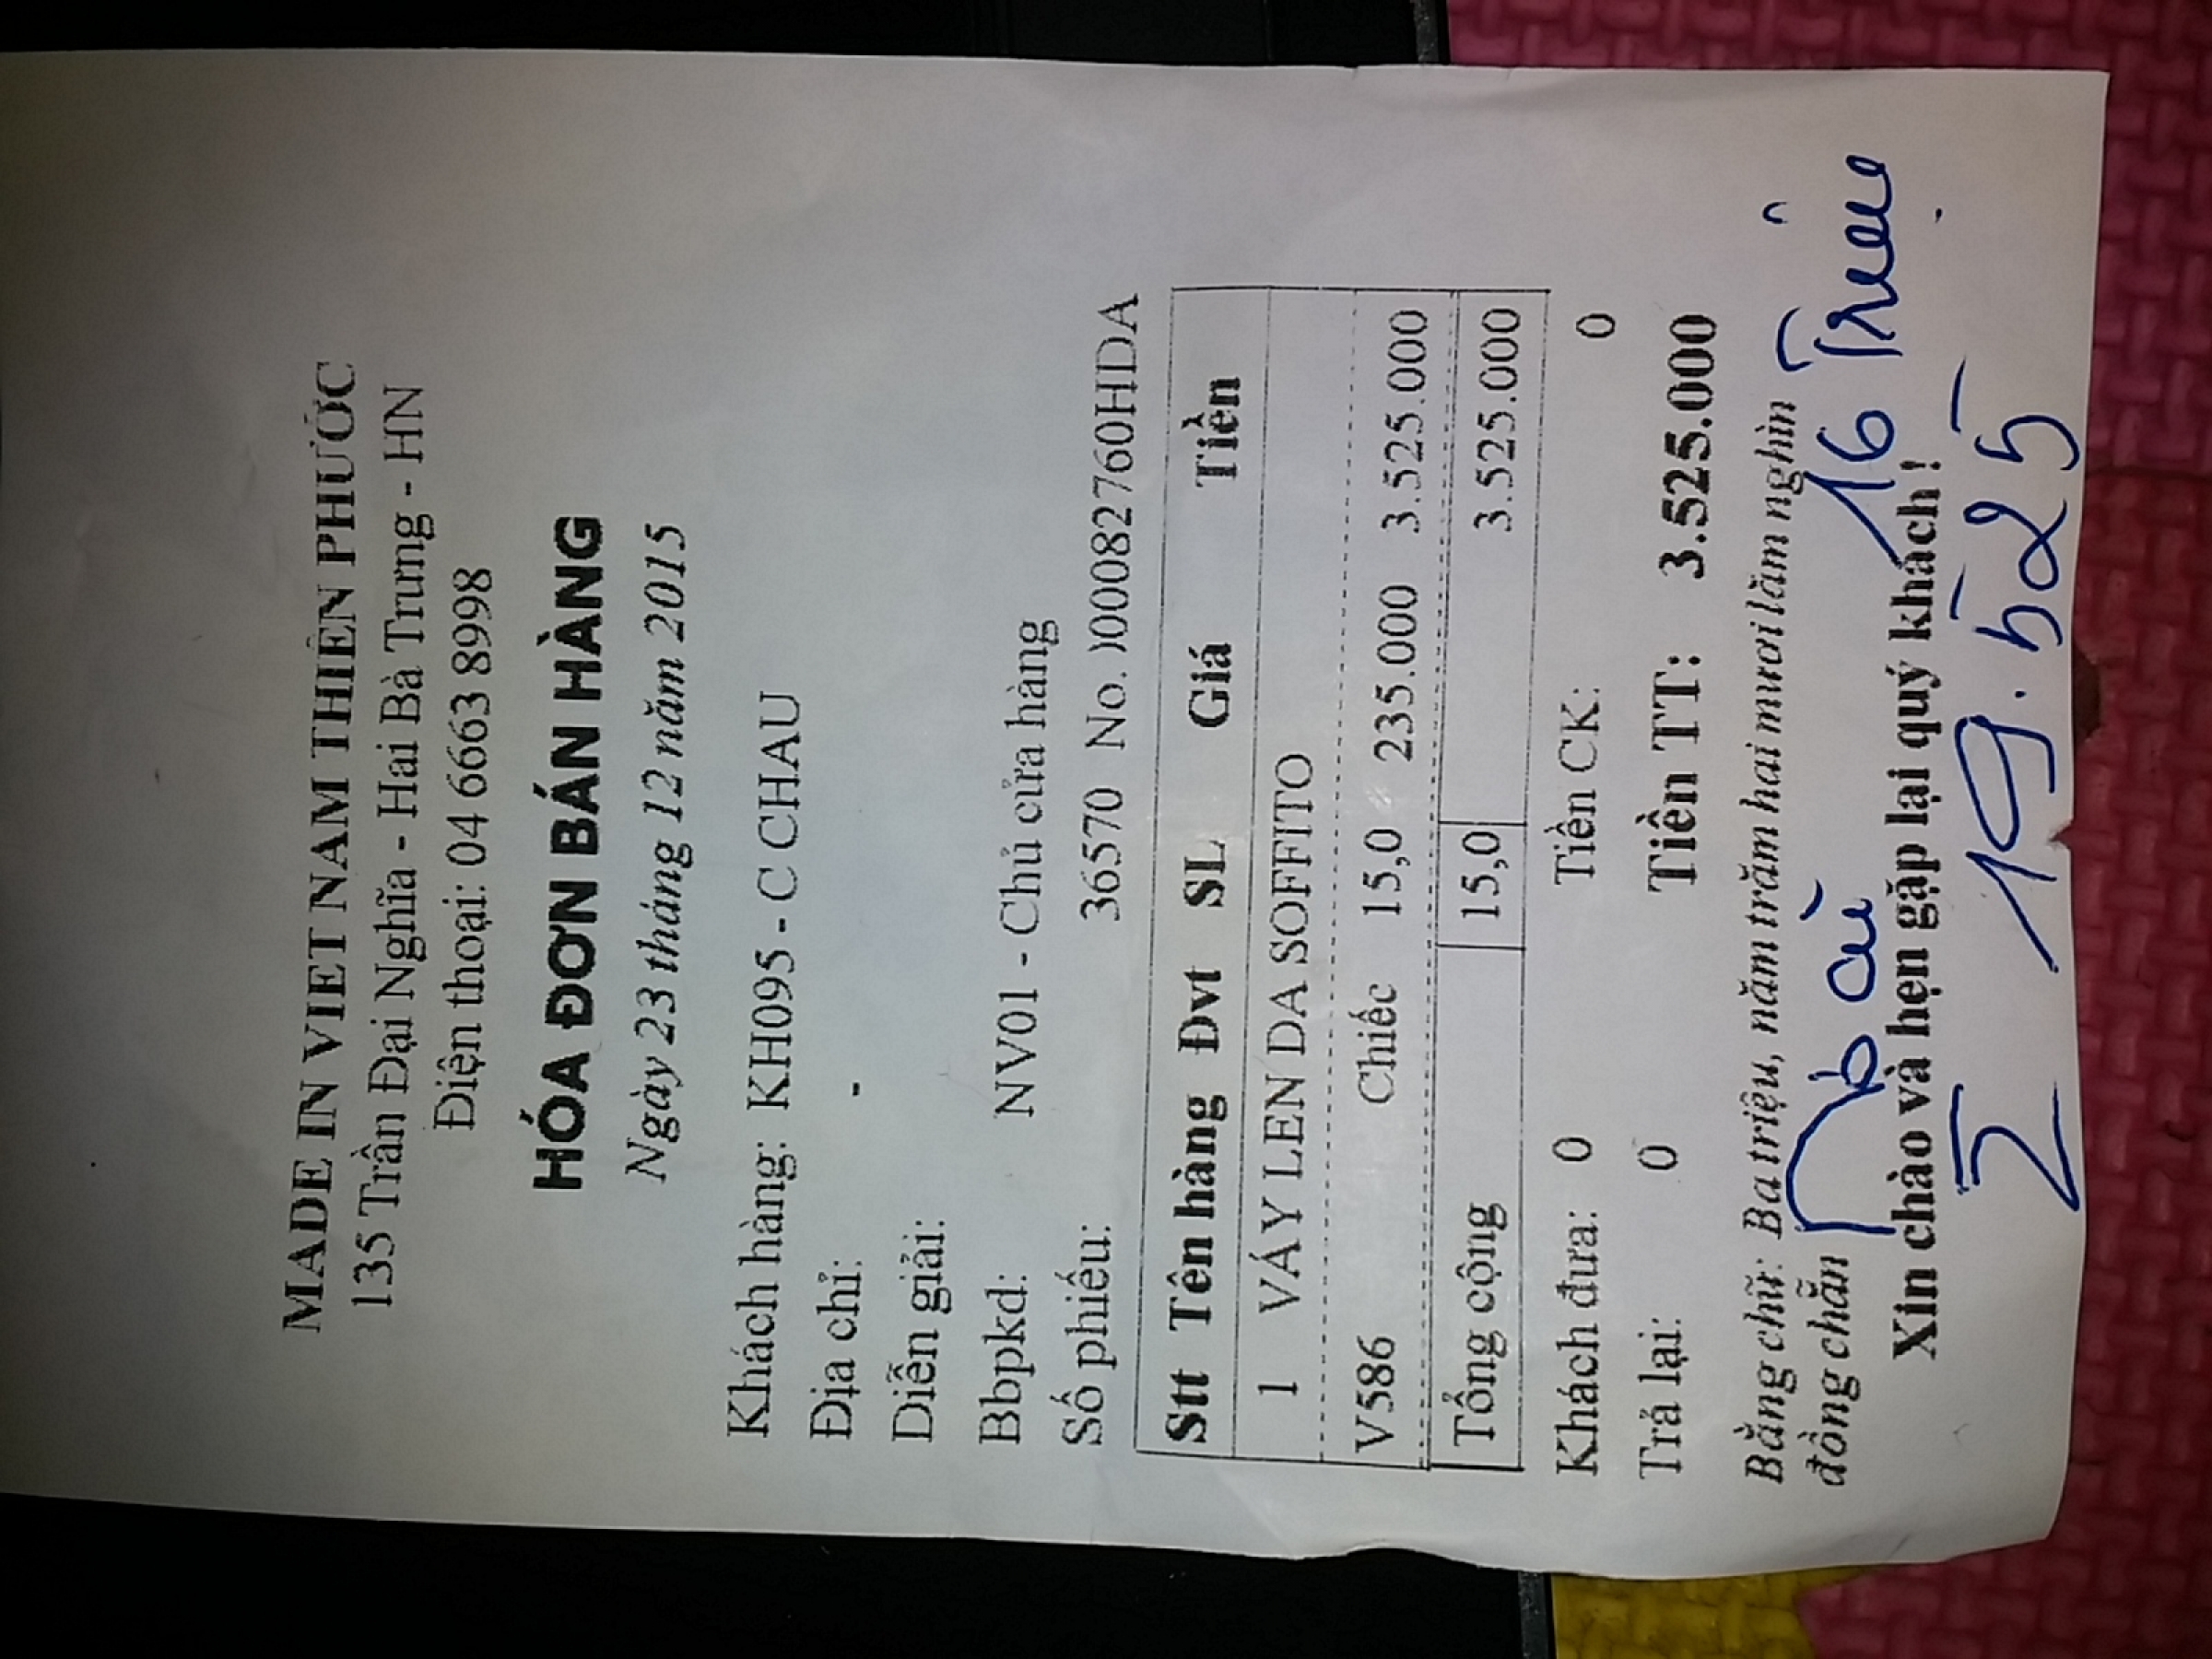 MADE IN VIET NAM THIÊN PHƯỚC
135 Trần Đại Nghĩa - Hai Bà Trưng - HN
Điện thoại: 04 6663 8998
HÓA ĐƠN BÁN HÀNG
Ngày 23 tháng 12 năm 2015
Khách hàng: KH095 - C CHAU
Địa chỉ: -
Diễn giải:
Bbpkd: NV01 - Chủ cửa hàng
Số phiếu: 36570 No. )00082760HDA
Stt Tên hàng Đvt SL Giá Tiền
1 VÁY LEN DA SOFFITO
V586 Chiếc 15,0 235.000 3.525.000
Tổng cộng 15,0 3.525.000
Khách đưa: 0 Tiền CK: 0
Trả lại: 0 Tiền TT: 3.525.000
Bằng chữ: Ba triệu, năm trăm hai mươi lăm nghìn
đồng chẵn
16 Triệu
Xin chào và hẹn gặp lại quý khách !
19.525